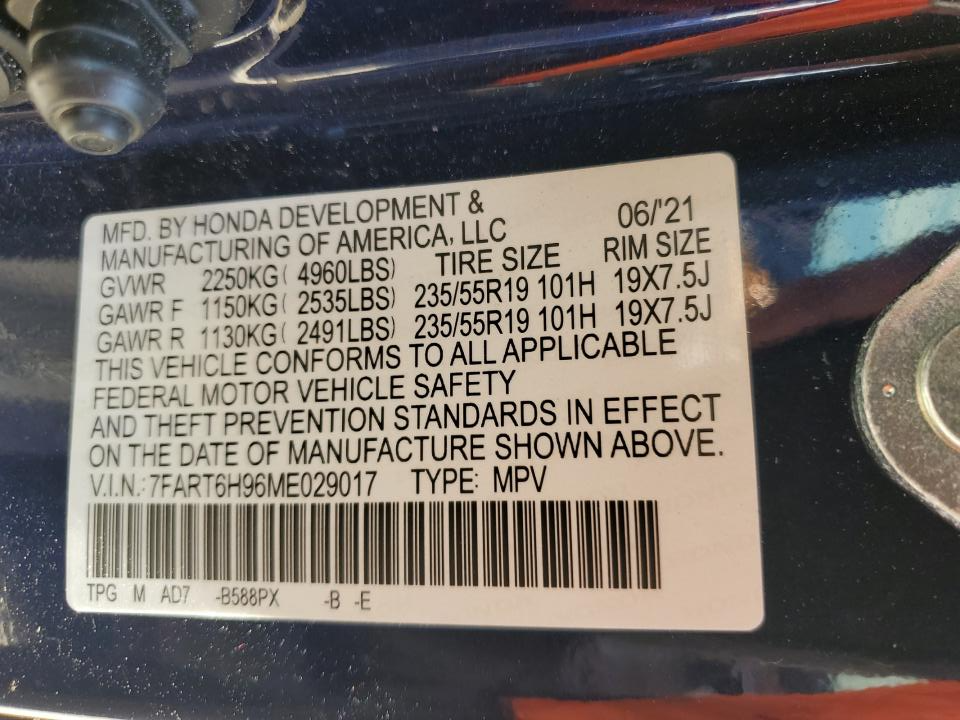 MFD. BY HONDA DEVELOPMENT & 06/'21
MANUFACTURING OF AMERICA, LLC
GVWR 2250KG( 4960LBS) TIRE SIZE RIM SIZE
GAWR F 1150KG( 2535LBS) 235/55R19 101H 19X7.5J
GAWR R 1130KG( 2491LBS) 235/55R19 101H 19X7.5J
THIS VEHICLE CONFORMS TO ALL APPLICABLE
FEDERAL MOTOR VEHICLE SAFETY
AND THEFT PREVENTION STANDARDS IN EFFECT
ON THE DATE OF MANUFACTURE SHOWN ABOVE.
V.I.N.:7FART6H96ME029017 TYPE: MPV
TPG M AD7 -B588PX -B -E